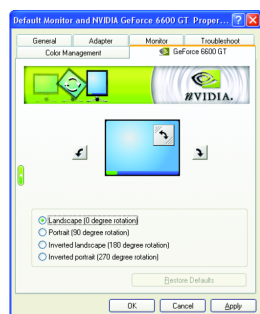 Default Monitor and NVIDIA GeForce 6600 GT Proper...
General Adapter Monitor Troubleshoot
Color Management GeForce 6600 GT
NVIDIA.
Landscape (0 degree rotation)
Portrait (90 degree rotation)
Inverted landscape (180 degree rotation)
Inverted portrait (270 degree rotation)
Restore Defaults
OK Cancel Apply